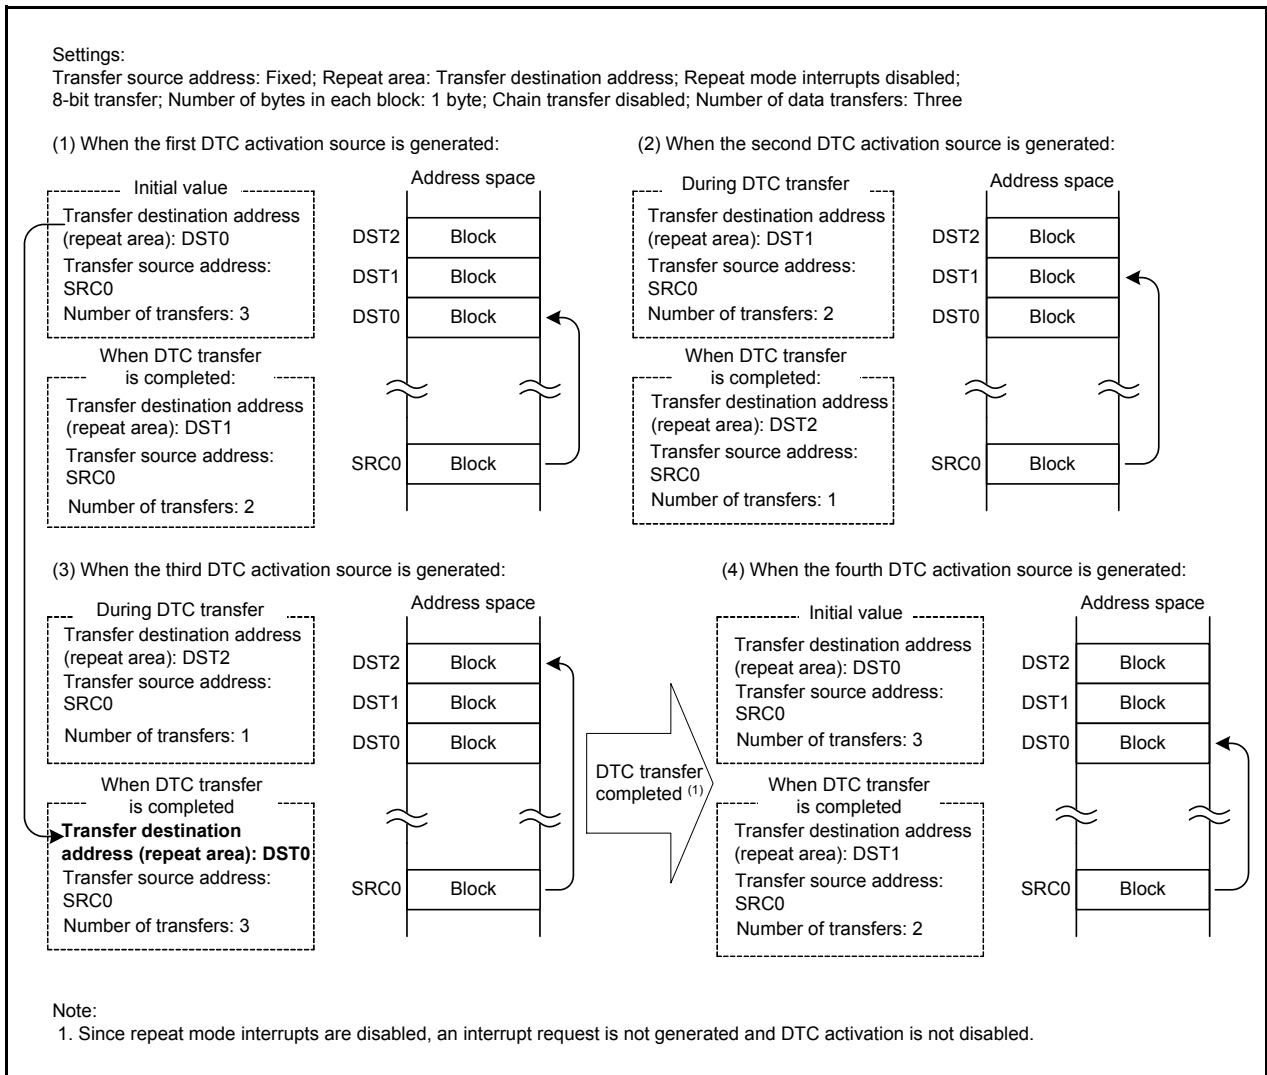 Settings:
Transfer source address: Fixed; Repeat area: Transfer destination address; Repeat mode interrupts disabled;
8-bit transfer; Number of bytes in each block: 1 byte; Chain transfer disabled; Number of data transfers: Three
(1) When the first DTC activation source is generated:
Initial value
Transfer destination address
(repeat area): DST0
Transfer source address:
SRC0
Number of transfers: 3
When DTC transfer
is completed:
Transfer destination address
(repeat area): DST1
Transfer source address:
SRC0
Number of transfers: 2
Address space
DST2 Block
DST1 Block
DST0 Block
SRC0 Block
(2) When the second DTC activation source is generated:
During DTC transfer
Transfer destination address
(repeat area): DST1
Transfer source address:
SRC0
Number of transfers: 2
When DTC transfer
is completed:
Transfer destination address
(repeat area): DST2
Transfer source address:
SRC0
Number of transfers: 1
Address space
DST2 Block
DST1 Block
DST0 Block
SRC0 Block
(3) When the third DTC activation source is generated:
During DTC transfer
Transfer destination address
(repeat area): DST2
Transfer source address:
SRC0
Number of transfers: 1
When DTC transfer
is completed
Transfer destination
address (repeat area): DST0
Transfer source address:
SRC0
Number of transfers: 3
Address space
DST2 Block
DST1 Block
DST0 Block
SRC0 Block
DTC transfer
completed (1)
(4) When the fourth DTC activation source is generated:
Initial value
Transfer destination address
(repeat area): DST0
Transfer source address:
SRC0
Number of transfers: 3
When DTC transfer
is completed
Transfer destination address
(repeat area): DST1
Transfer source address:
SRC0
Number of transfers: 2
Address space
DST2 Block
DST1 Block
DST0 Block
SRC0 Block
Note:
1. Since repeat mode interrupts are disabled, an interrupt request is not generated and DTC activation is not disabled.